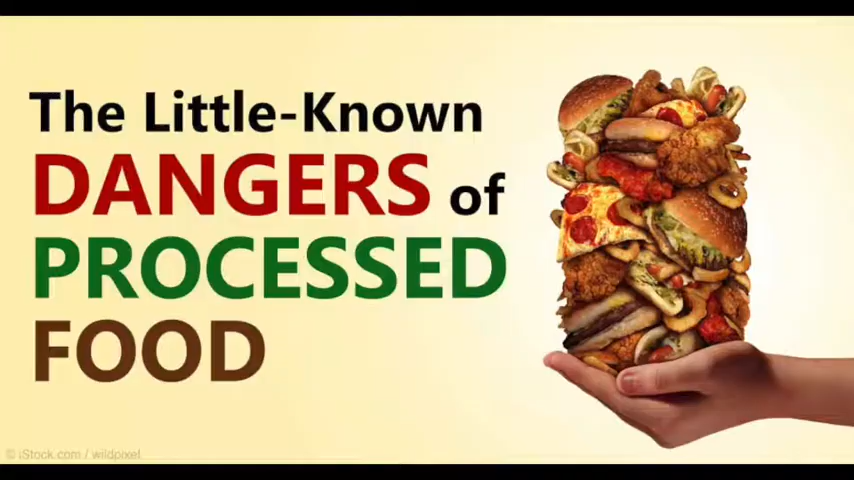 The Little-Known
DANGERS of
PROCESSED
FOOD
© iStock.com / wildpixel